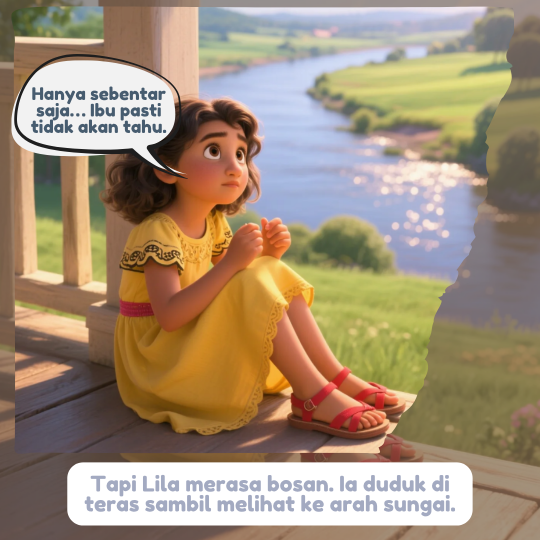 Hanya sebentar
saja... Ibu pasti
tidak akan tahu.
Tapi Lila merasa bosan. Ia duduk di
teras sambil melihat ke arah sungai.